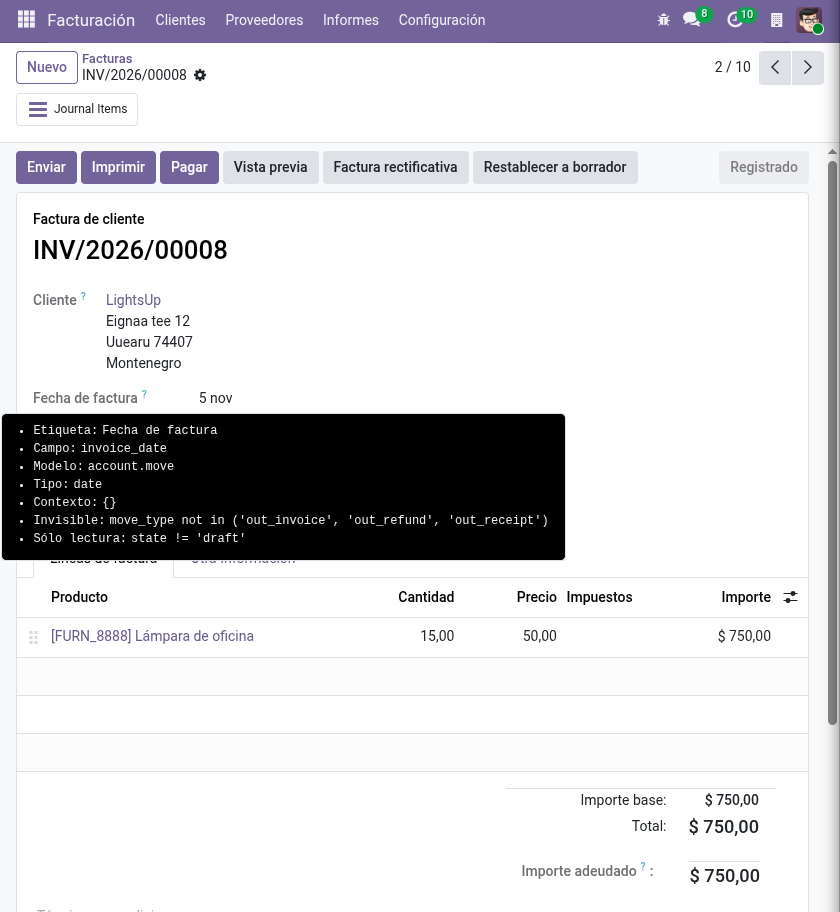 Facturación Clientes Proveedores Informes Configuración 8 10
Nuevo Facturas
INV/2026/00008 2 / 10
Journal Items
Enviar Imprimir Pagar Vista previa Factura rectificativa Restablecer a borrador Registrado
Factura de cliente
INV/2026/00008
Cliente ? LightsUp
Eignaa tee 12
Uuearu 74407
Montenegro
Fecha de factura ? 5 nov
• Etiqueta: Fecha de factura
• Campo: invoice_date
• Modelo: account.move
• Tipo: date
• Contexto: {}
• Invisible: move_type not in ('out_invoice', 'out_refund', 'out_receipt')
• Sólo lectura: state != 'draft'
Producto Cantidad Precio Impuestos Importe
[FURN_8888] Lámpara de oficina 15,00 50,00 $ 750,00
Importe base: $ 750,00
Total: $ 750,00
Importe adeudado ? : $ 750,00